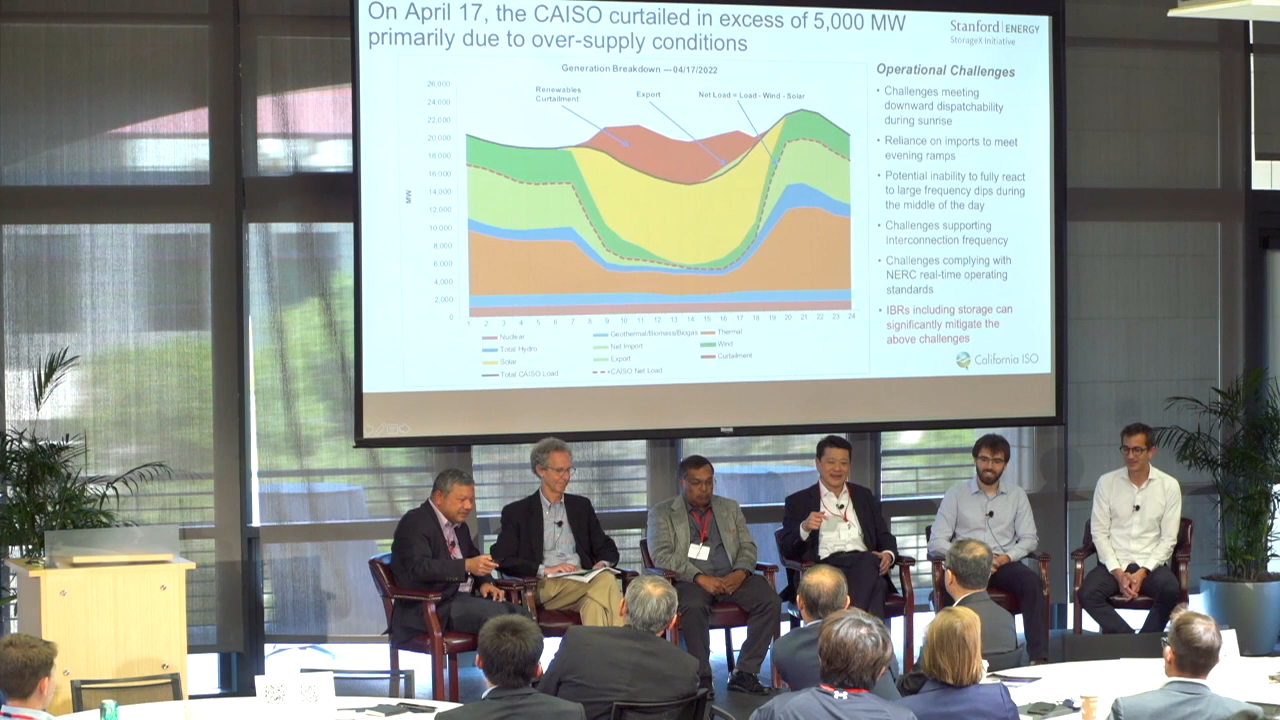 On April 17, the CAISO curtailed in excess of 5,000 MW
primarily due to over-supply conditions
Stanford | ENERGY
StorageX Initiative
Generation Breakdown — 04/17/2022
Renewables
Curtailment
Export
Net Load = Load - Wind - Solar
MW
26,000
24,000
22,000
20,000
18,000
16,000
14,000
12,000
10,000
8,000
6,000
4,000
2,000
0
1 2 3 4 5 6 7 8 9 10 11 12 13 14 15 16 17 18 19 20 21 22 23 24
Nuclear
Geothermal/Biomass/Biogas
Thermal
Total Hydro
Net Import
Wind
Solar
Export
Curtailment
Total CAISO Load
CAISO Net Load
Operational Challenges
• Challenges meeting
downward dispatchability
during sunrise
• Reliance on imports to meet
evening ramps
• Potential inability to fully react
to large frequency dips during
the middle of the day
• Challenges supporting
Interconnection frequency
• Challenges complying with
NERC real-time operating
standards
• IBRs including storage can
significantly mitigate the
above challenges
California ISO